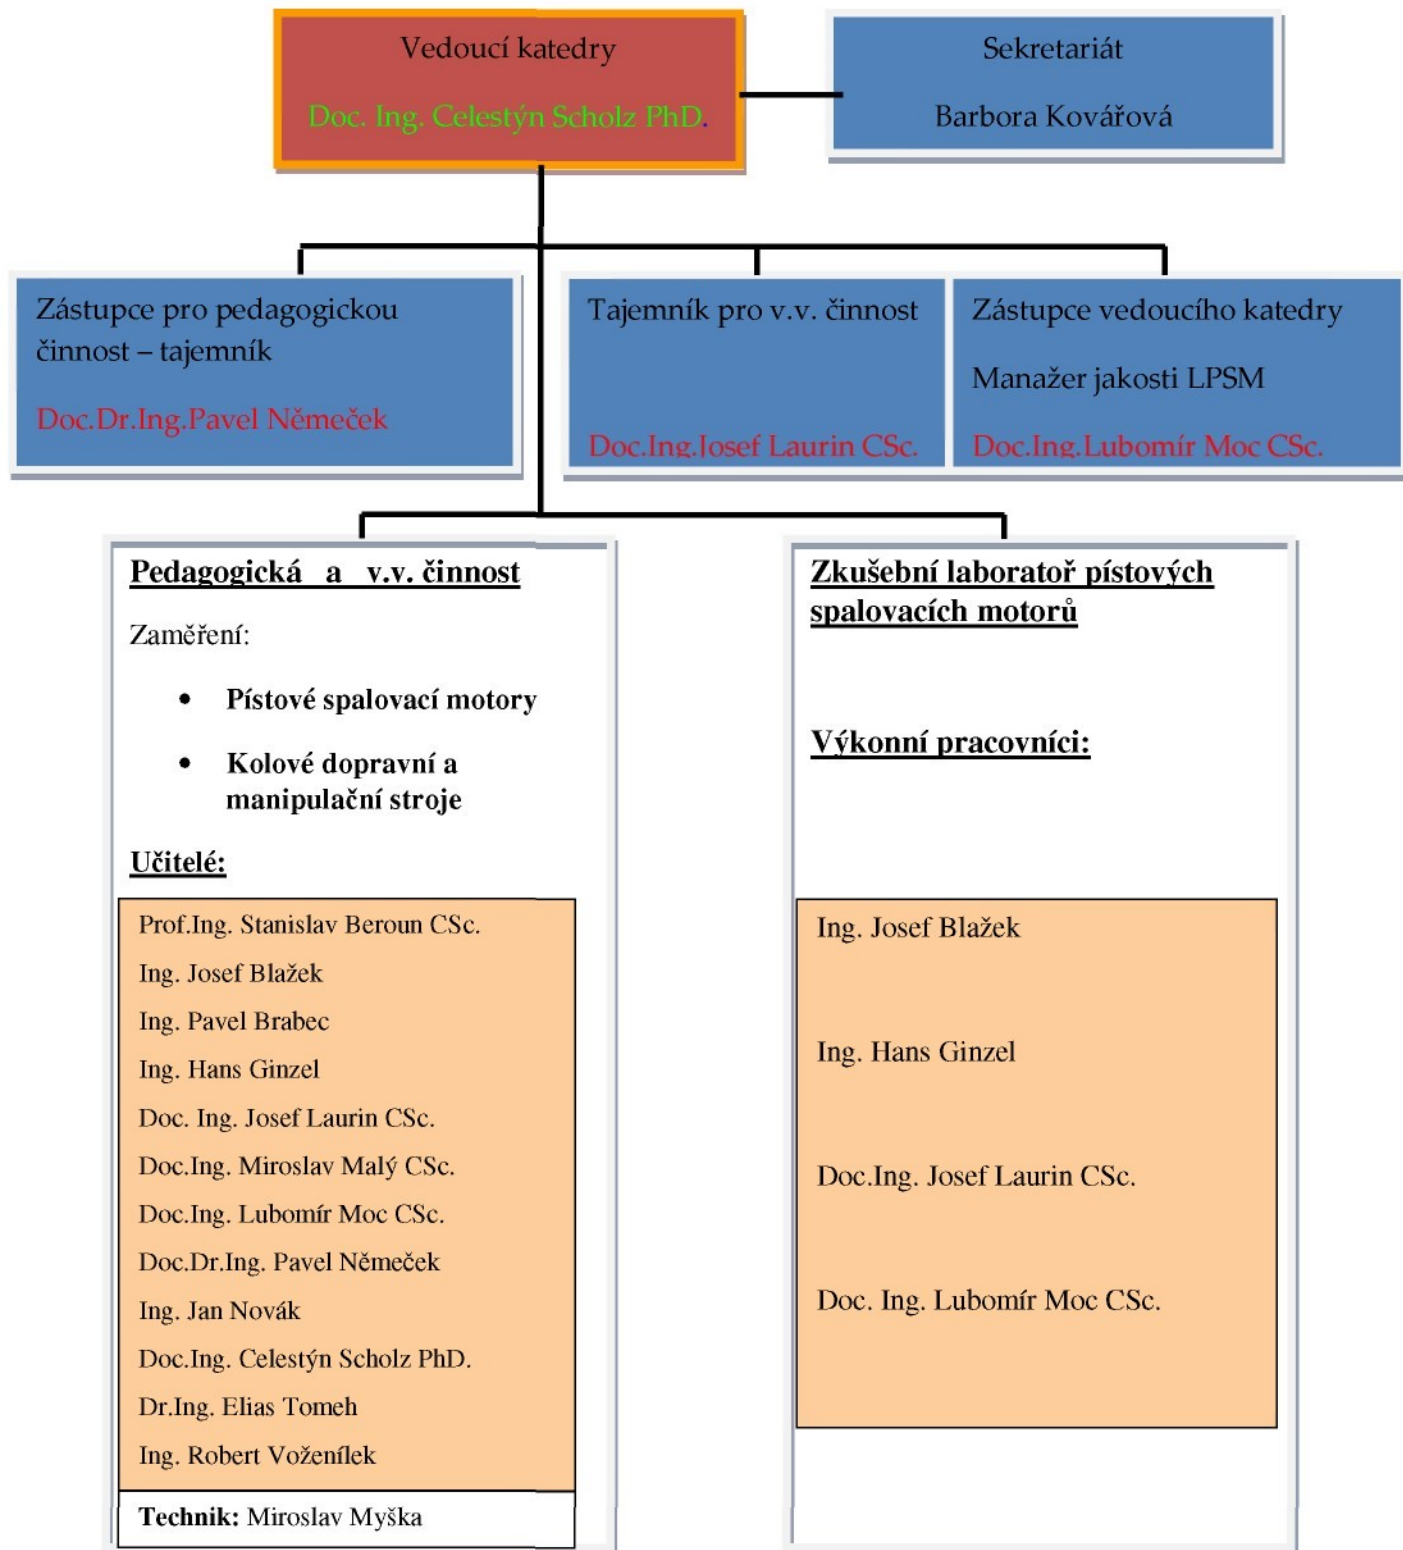 Vedoucí katedry
Doc. Ing. Celestýn Scholz PhD.
Sekretariát
Barbora Kovářová
Zástupce pro pedagogickou
činnost – tajemník
Doc.Dr.Ing.Pavel Němeček
Tajemník pro v.v. činnost
Doc.Ing.Josef Laurin CSc.
Zástupce vedoucího katedry
Manažer jakosti LPSM
Doc.Ing.Lubomír Moc CSc.
Pedagogická a v.v. činnost
Zaměření:
• Pístové spalovací motory
• Kolové dopravní a
manipulační stroje
Učitelé:
Prof.Ing. Stanislav Beroun CSc.
Ing. Josef Blažek
Ing. Pavel Brabec
Ing. Hans Ginzel
Doc. Ing. Josef Laurin CSc.
Doc.Ing. Miroslav Malý CSc.
Doc.Ing. Lubomír Moc CSc.
Doc.Dr.Ing. Pavel Němeček
Ing. Jan Novák
Doc.Ing. Celestýn Scholz PhD.
Dr.Ing. Elias Tomeh
Ing. Robert Voženílek
Technik: Miroslav Myška
Zkušební laboratoř pístových
spalovacích motorů
Výkonní pracovníci:
Ing. Josef Blažek
Ing. Hans Ginzel
Doc.Ing. Josef Laurin CSc.
Doc. Ing. Lubomír Moc CSc.